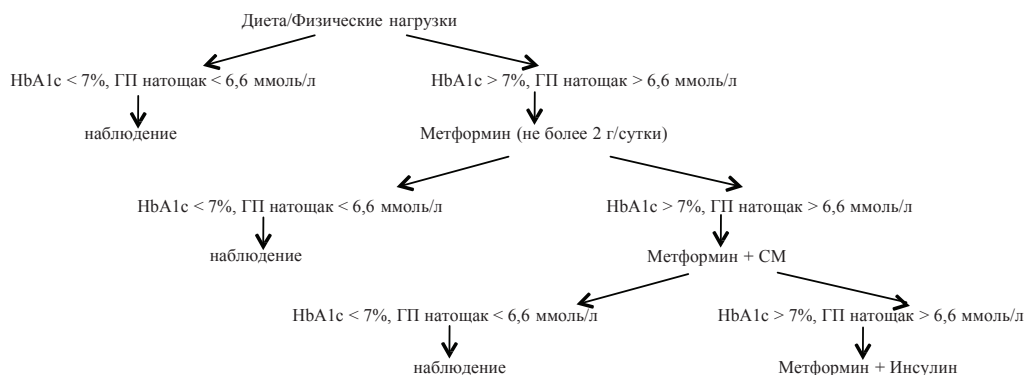 Диета/Физические нагрузки
HbA1c < 7%, ГП натощак < 6,6 ммоль/л
HbA1c > 7%, ГП натощак > 6,6 ммоль/л
наблюдение
Метформин (не более 2 г/сутки)
HbA1c < 7%, ГП натощак < 6,6 ммоль/л
HbA1c > 7%, ГП натощак > 6,6 ммоль/л
наблюдение
Метформин + СМ
HbA1c < 7%, ГП натощак < 6,6 ммоль/л
HbA1c > 7%, ГП натощак > 6,6 ммоль/л
наблюдение
Метформин + Инсулин